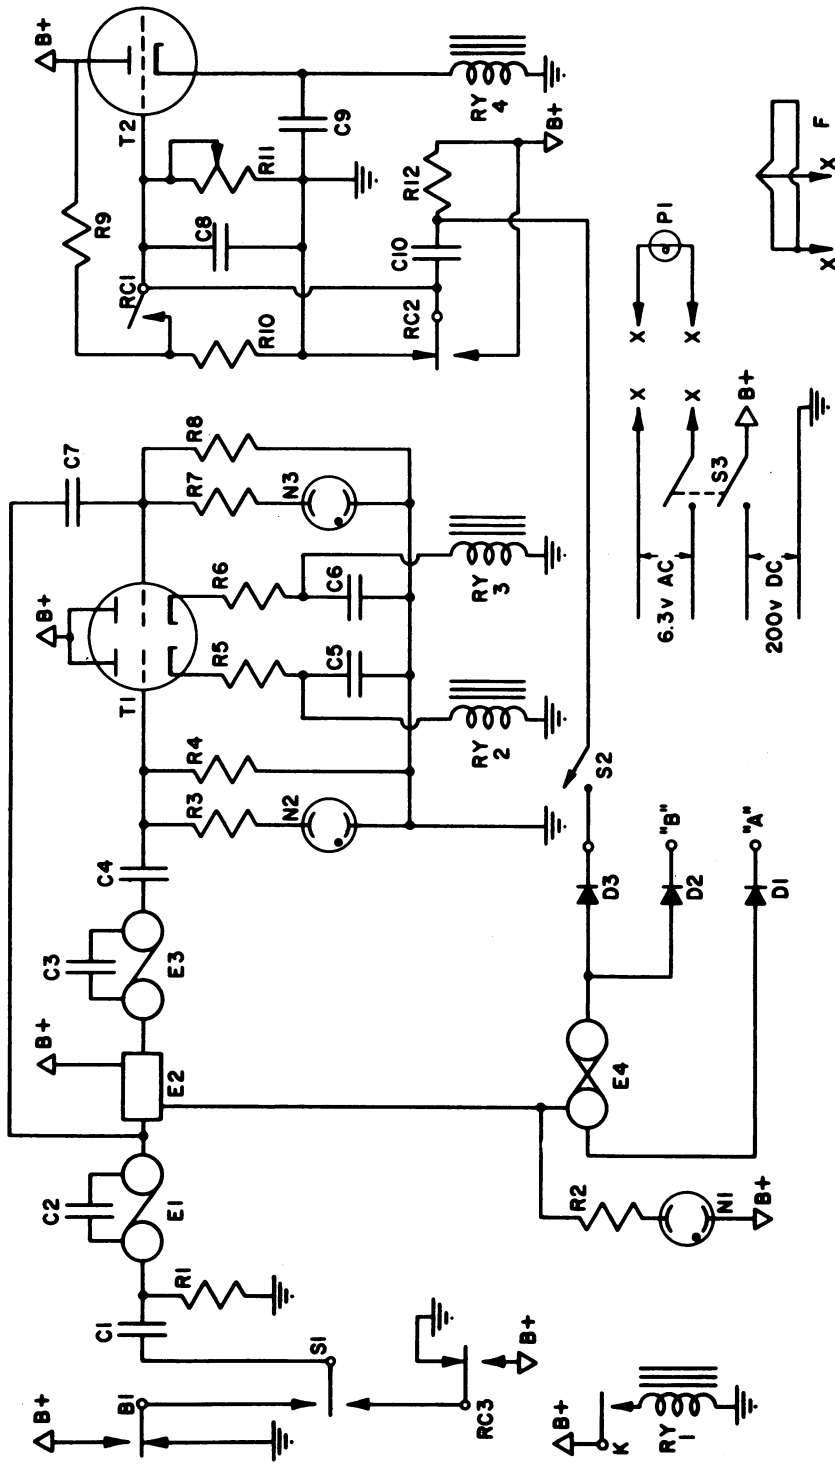 B+
C2
B+
C3
B+
C7
B+
C1
C4
R9
B1
T1
RC1
T2
E1
E2
E3
R1
R3
R4
R5
R6
R7
R8
C8
R10
R11
N2
N3
S1
C5
C6
C9
C10
R12
RC2
RC3
RY
2
RY
3
RY
4
B+
B+
B+
R2
S2
D3
E4
K
X
X
RY
1
6.3v AC
"B"
P1
X
X
D2
S3
N1
B+
"A"
B+
200v DC
D1
F
X
X